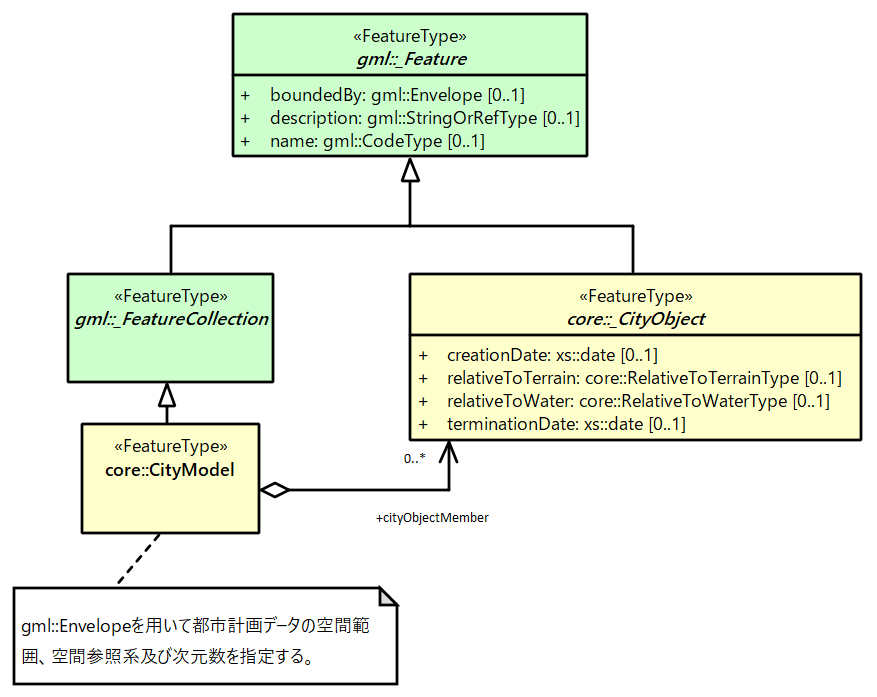 «FeatureType»
gml::_Feature
+ boundedBy: gml::Envelope [0..1]
+ description: gml::StringOrRefType [0..1]
+ name: gml::CodeType [0..1]
«FeatureType»
gml::_FeatureCollection
«FeatureType»
core::_CityObject
+ creationDate: xs::date [0..1]
+ relativeToTerrain: core::RelativeToTerrainType [0..1]
+ relativeToWater: core::RelativeToWaterType [0..1]
+ terminationDate: xs::date [0..1]
«FeatureType»
core::CityModel
0..*
+cityObjectMember
gml::Envelopeを用いて都市計画データの空間範
囲、空間参照系及び次元数を指定する。